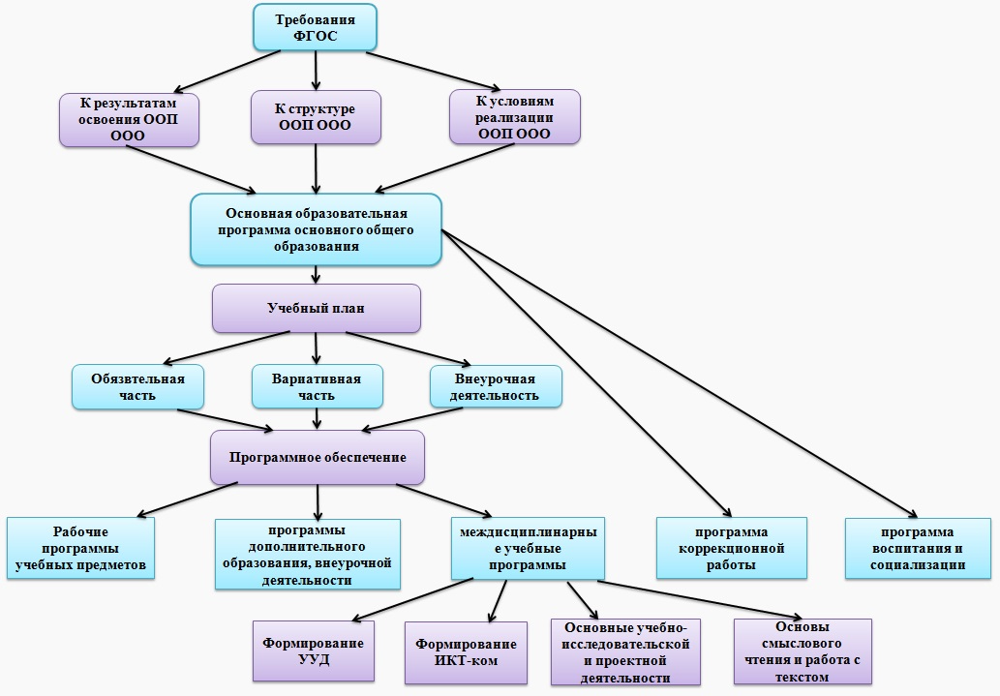 Требования
ФГОС
К результатам
освоения ООП
ООО
К структуре
ООП ООО
К условиям
реализации
ООП ООО
Основная образовательная
программа основного общего
образования
Учебный план
Обязвтельная
часть
Вариативная
часть
Внеурочная
деятельность
Программное обеспечение
Рабочие
программы
учебных предметов
программы
дополнительного
образования, внеурочной
деятельности
междисциплинарны
е учебные
программы
программа
коррекционной
работы
программа
воспитания и
социализации
Формирование
УУД
Формирование
ИКТ-ком
Основные учебно-
исследовательской
и проектной
деятельности
Основы
смыслового
чтения и работа с
текстом